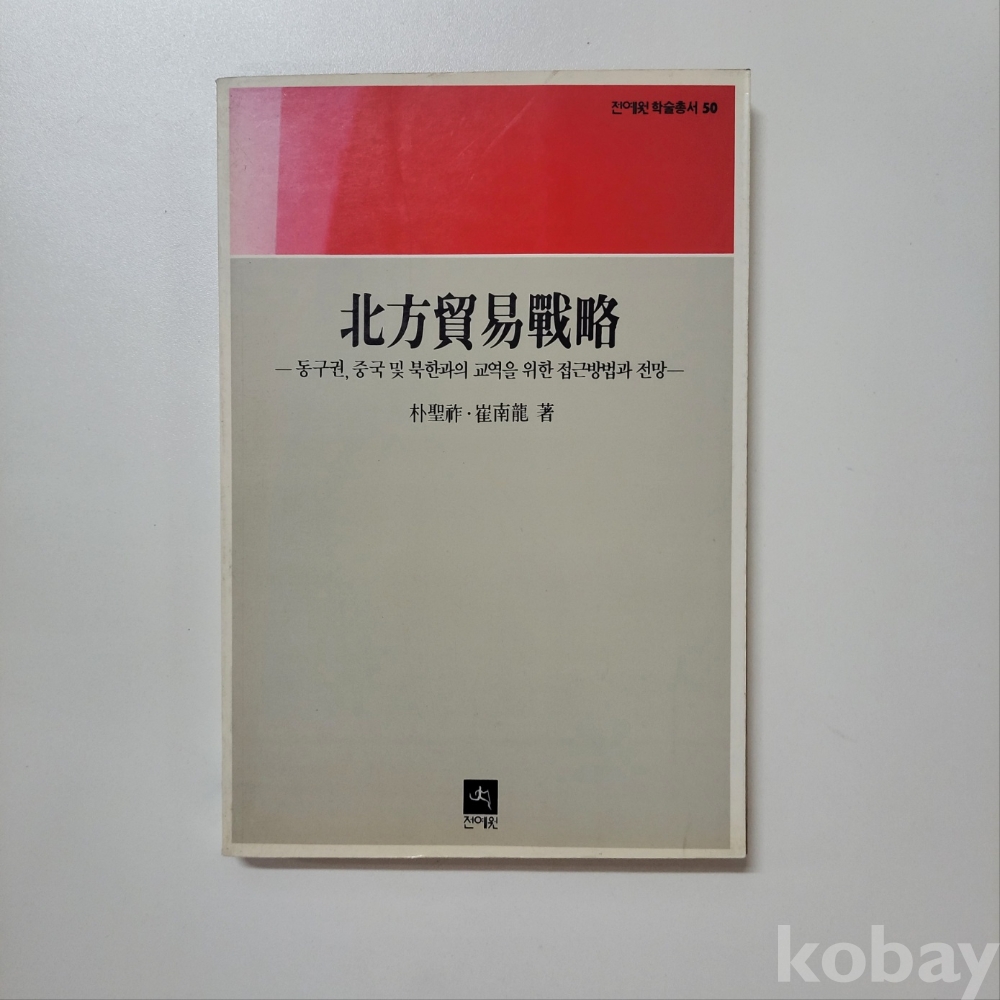 전예원 학술총서 50
北方貿易戰略
— 동구권, 중국 및 북한과의 교역을 위한 접근방법과 전망 —
朴聖祚 · 崔南龍 著
전예원
kobay